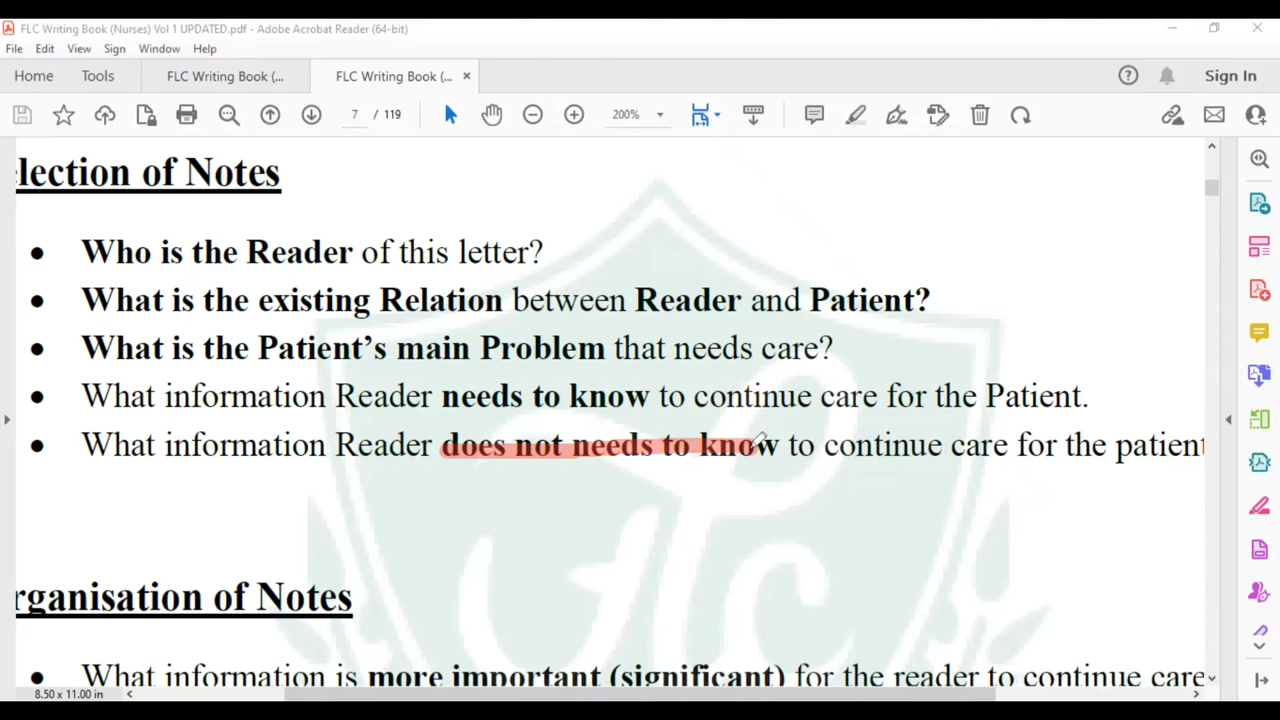 FLC Writing Book (Nurses) Vol 1 UPDATED.pdf - Adobe Acrobat Reader (64-bit)
File Edit View Sign Window Help
Home Tools FLC Writing Book (... FLC Writing Book (... ×
7 / 119 200% Sign In
election of Notes
• Who is the Reader of this letter?
• What is the existing Relation between Reader and Patient?
• What is the Patient’s main Problem that needs care?
• What information Reader needs to know to continue care for the Patient.
• What information Reader does not needs to know to continue care for the patient
rganisation of Notes
• What information is more important (significant) for the reader to continue care
8.50 x 11.00 in
FLC